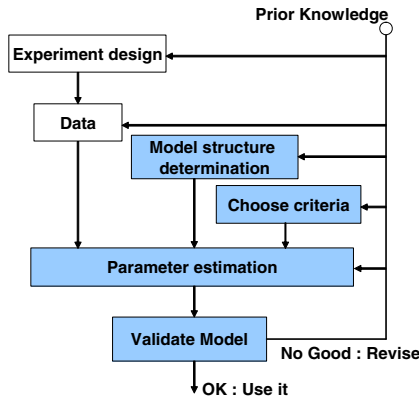 Prior Knowledge
Experiment design
Data
Model structure
determination
Choose criteria
Parameter estimation
Validate Model
No Good : Revise
OK : Use it